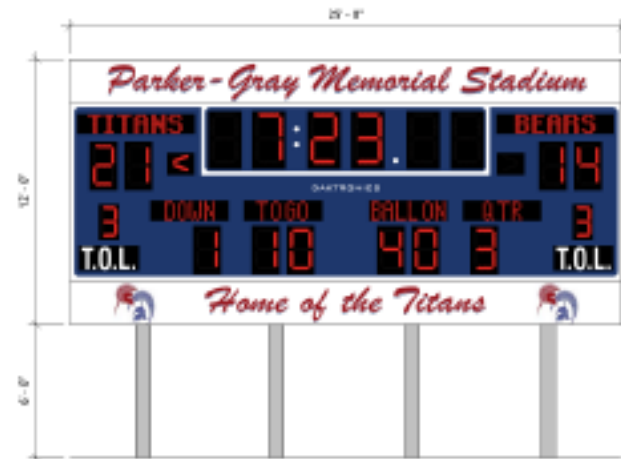 25'-0"
Parker-Gray Memorial Stadium
TITANS 7:23. BEARS
21 < 14
DAKTRONICS
DOWN TOGO BALLON QTR
3 1 10 40 3 3
T.O.L. T.O.L.
Home of the Titans
12'-0"
6'-0"